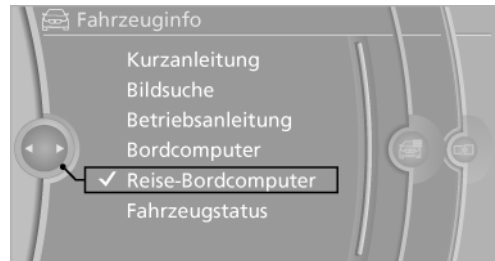 Fahrzeuginfo
Kurzanleitung
Bildsuche
Betriebsanleitung
Bordcomputer
Reise-Bordcomputer
Fahrzeugstatus